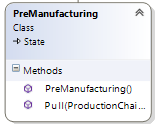 PreManufacturing
Class
State
Methods
PreManufacturing()
Pull(ProductionChai...